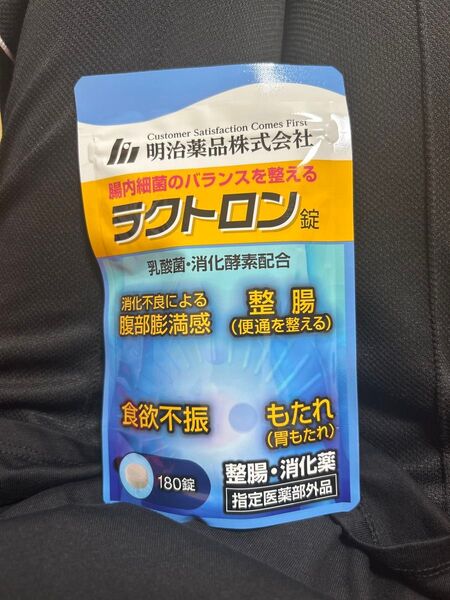 Customer Satisfaction Comes First
明治薬品株式会社
腸内細菌のバランスを整える
ラクトロン錠
乳酸菌・消化酵素配合
消化不良による
腹部膨満感
整腸
(便通を整える)
食欲不振
もたれ
(胃もたれ)
180錠
整腸・消化薬
指定医薬部外品